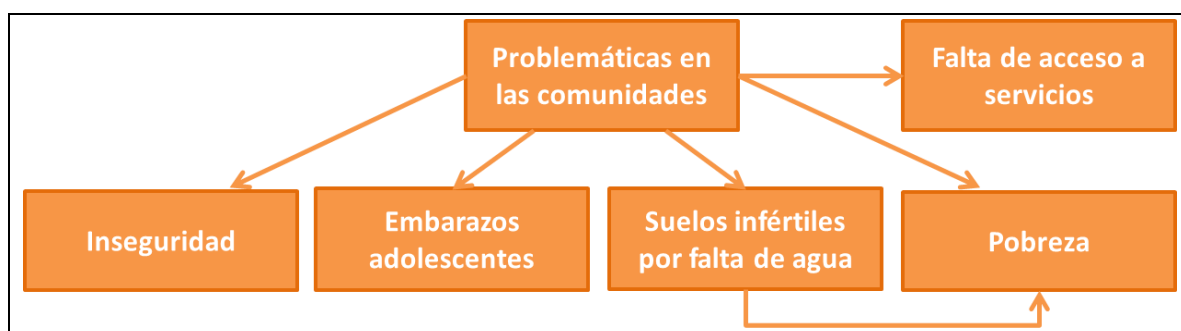 Problemáticas en
las comunidades
Falta de acceso a
servicios
Inseguridad
Embarazos
adolescentes
Suelos infértiles
por falta de agua
Pobreza